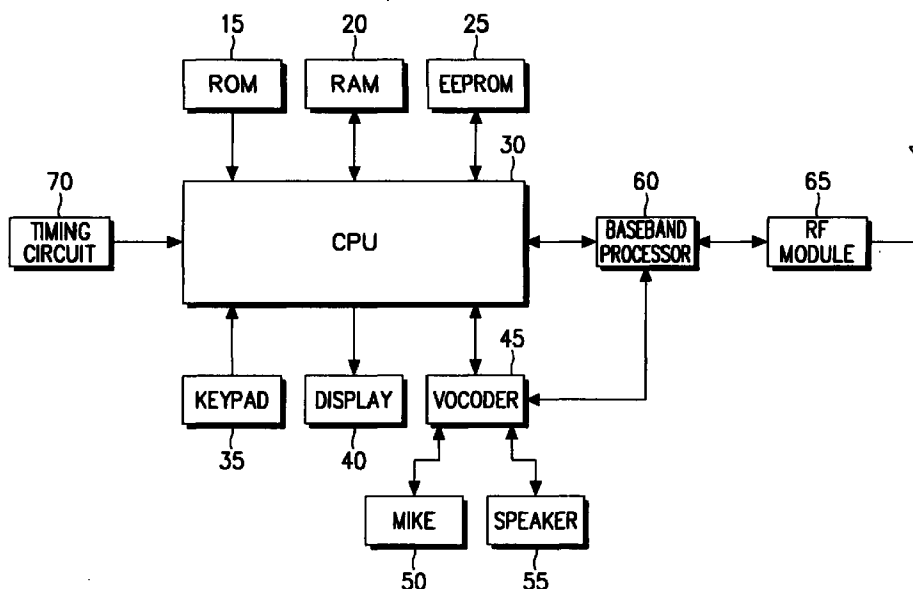 15
20
25
ROM
RAM
EEPROM
30
70
60
65
TIMING
CIRCUIT
CPU
BASEBAND
PROCESSOR
RF
MODULE
45
KEYPAD
DISPLAY
VOCODER
35
40
MIKE
SPEAKER
50
55